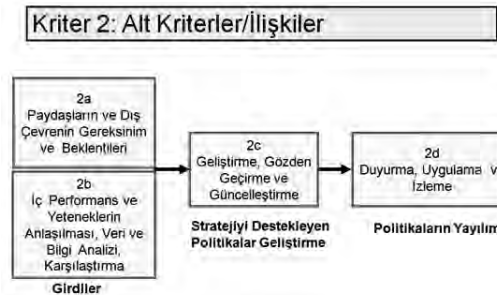 Kriter 2: Alt Kriterler/İlişkiler
2a
Paydaşların ve Dış
Çevrenin Gereksinim
ve Beklentileri
2b
İç Performans ve
Yeteneklerin
Anlaşılması, Veri ve
Bilgi Analizi,
Karşılaştırma
Girdiler
2c
Geliştirme, Gözden
Geçirme ve
Güncelleştirme
Stratejiyi Destekleyen
Politikalar Geliştirme
2d
Duyurma, Uygulama v
İzleme
Politikaların Yayılım